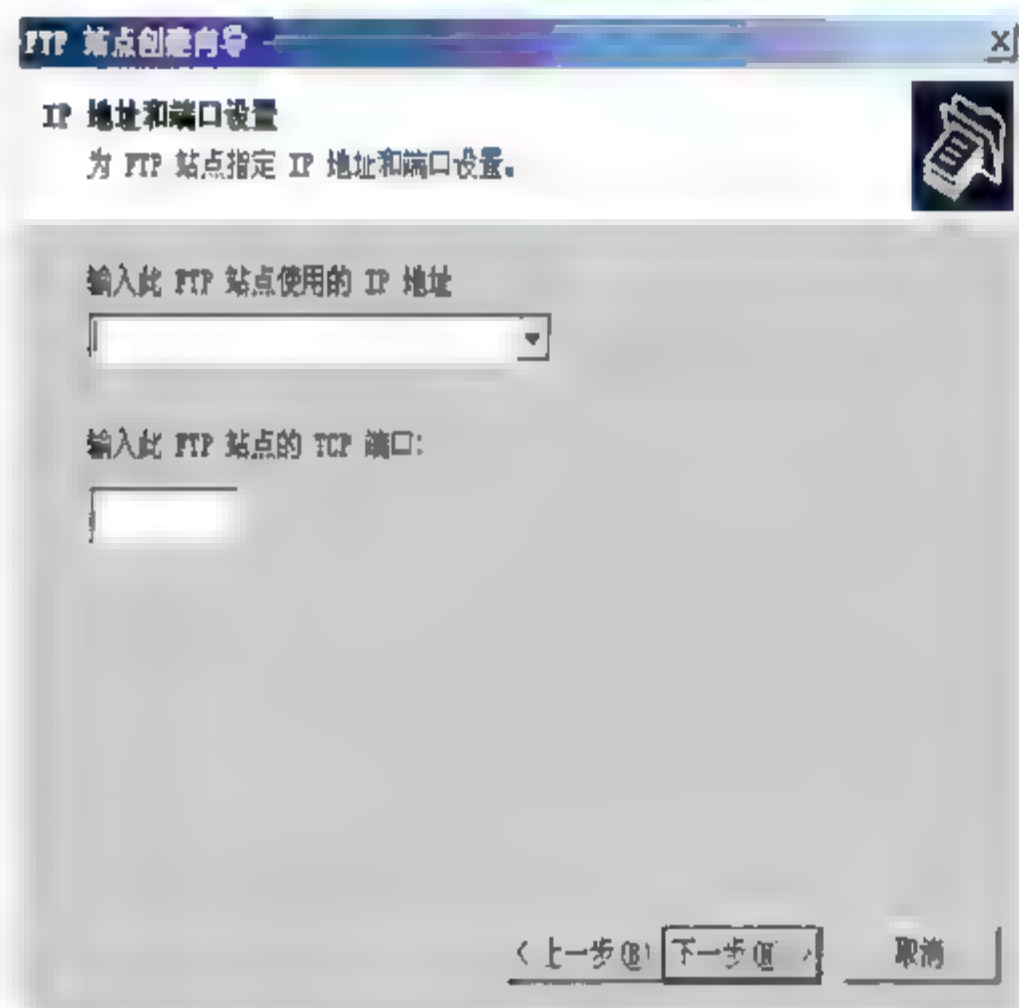 FTP 站点创建向导
IP 地址和端口设置
为 FTP 站点指定 IP 地址和端口设置。
输入此 FTP 站点使用的 IP 地址
输入此 FTP 站点的 TCP 端口:
< 上一步(B) 下一步(N) > 取消